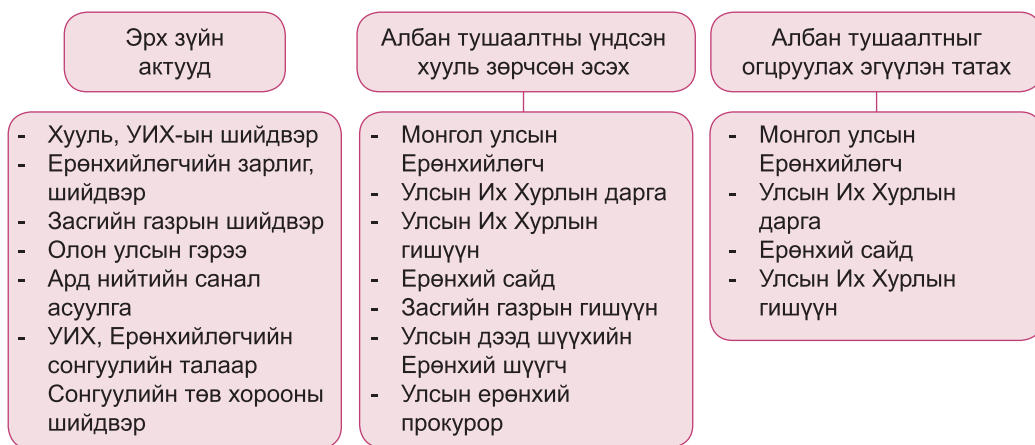 Эрх зүйн
актууд
- Хууль, УИХ-ын шийдвэр
- Ерөнхийлөгчийн зарлиг,
шийдвэр
- Засгийн газрын шийдвэр
- Олон улсын гэрээ
- Ард нийтийн санал
асуулга
- УИХ, Ерөнхийлөгчийн
сонгуулийн талаар
Сонгуулийн төв хорооны
шийдвэр
Албан тушаалтны үндсэн
хууль зөрчсөн эсэх
- Монгол улсын
Ерөнхийлөгч
- Улсын Их Хурлын дарга
- Улсын Их Хурлын
гишүүн
- Ерөнхий сайд
- Засгийн газрын гишүүн
- Улсын дээд шүүхийн
Ерөнхий шүүгч
- Улсын ерөнхий
прокурор
Албан тушаалтныг
огцруулах эгүүлэн татах
- Монгол улсын
Ерөнхийлөгч
- Улсын Их Хурлын
дарга
- Ерөнхий сайд
- Улсын Их Хурлын
гишүүн